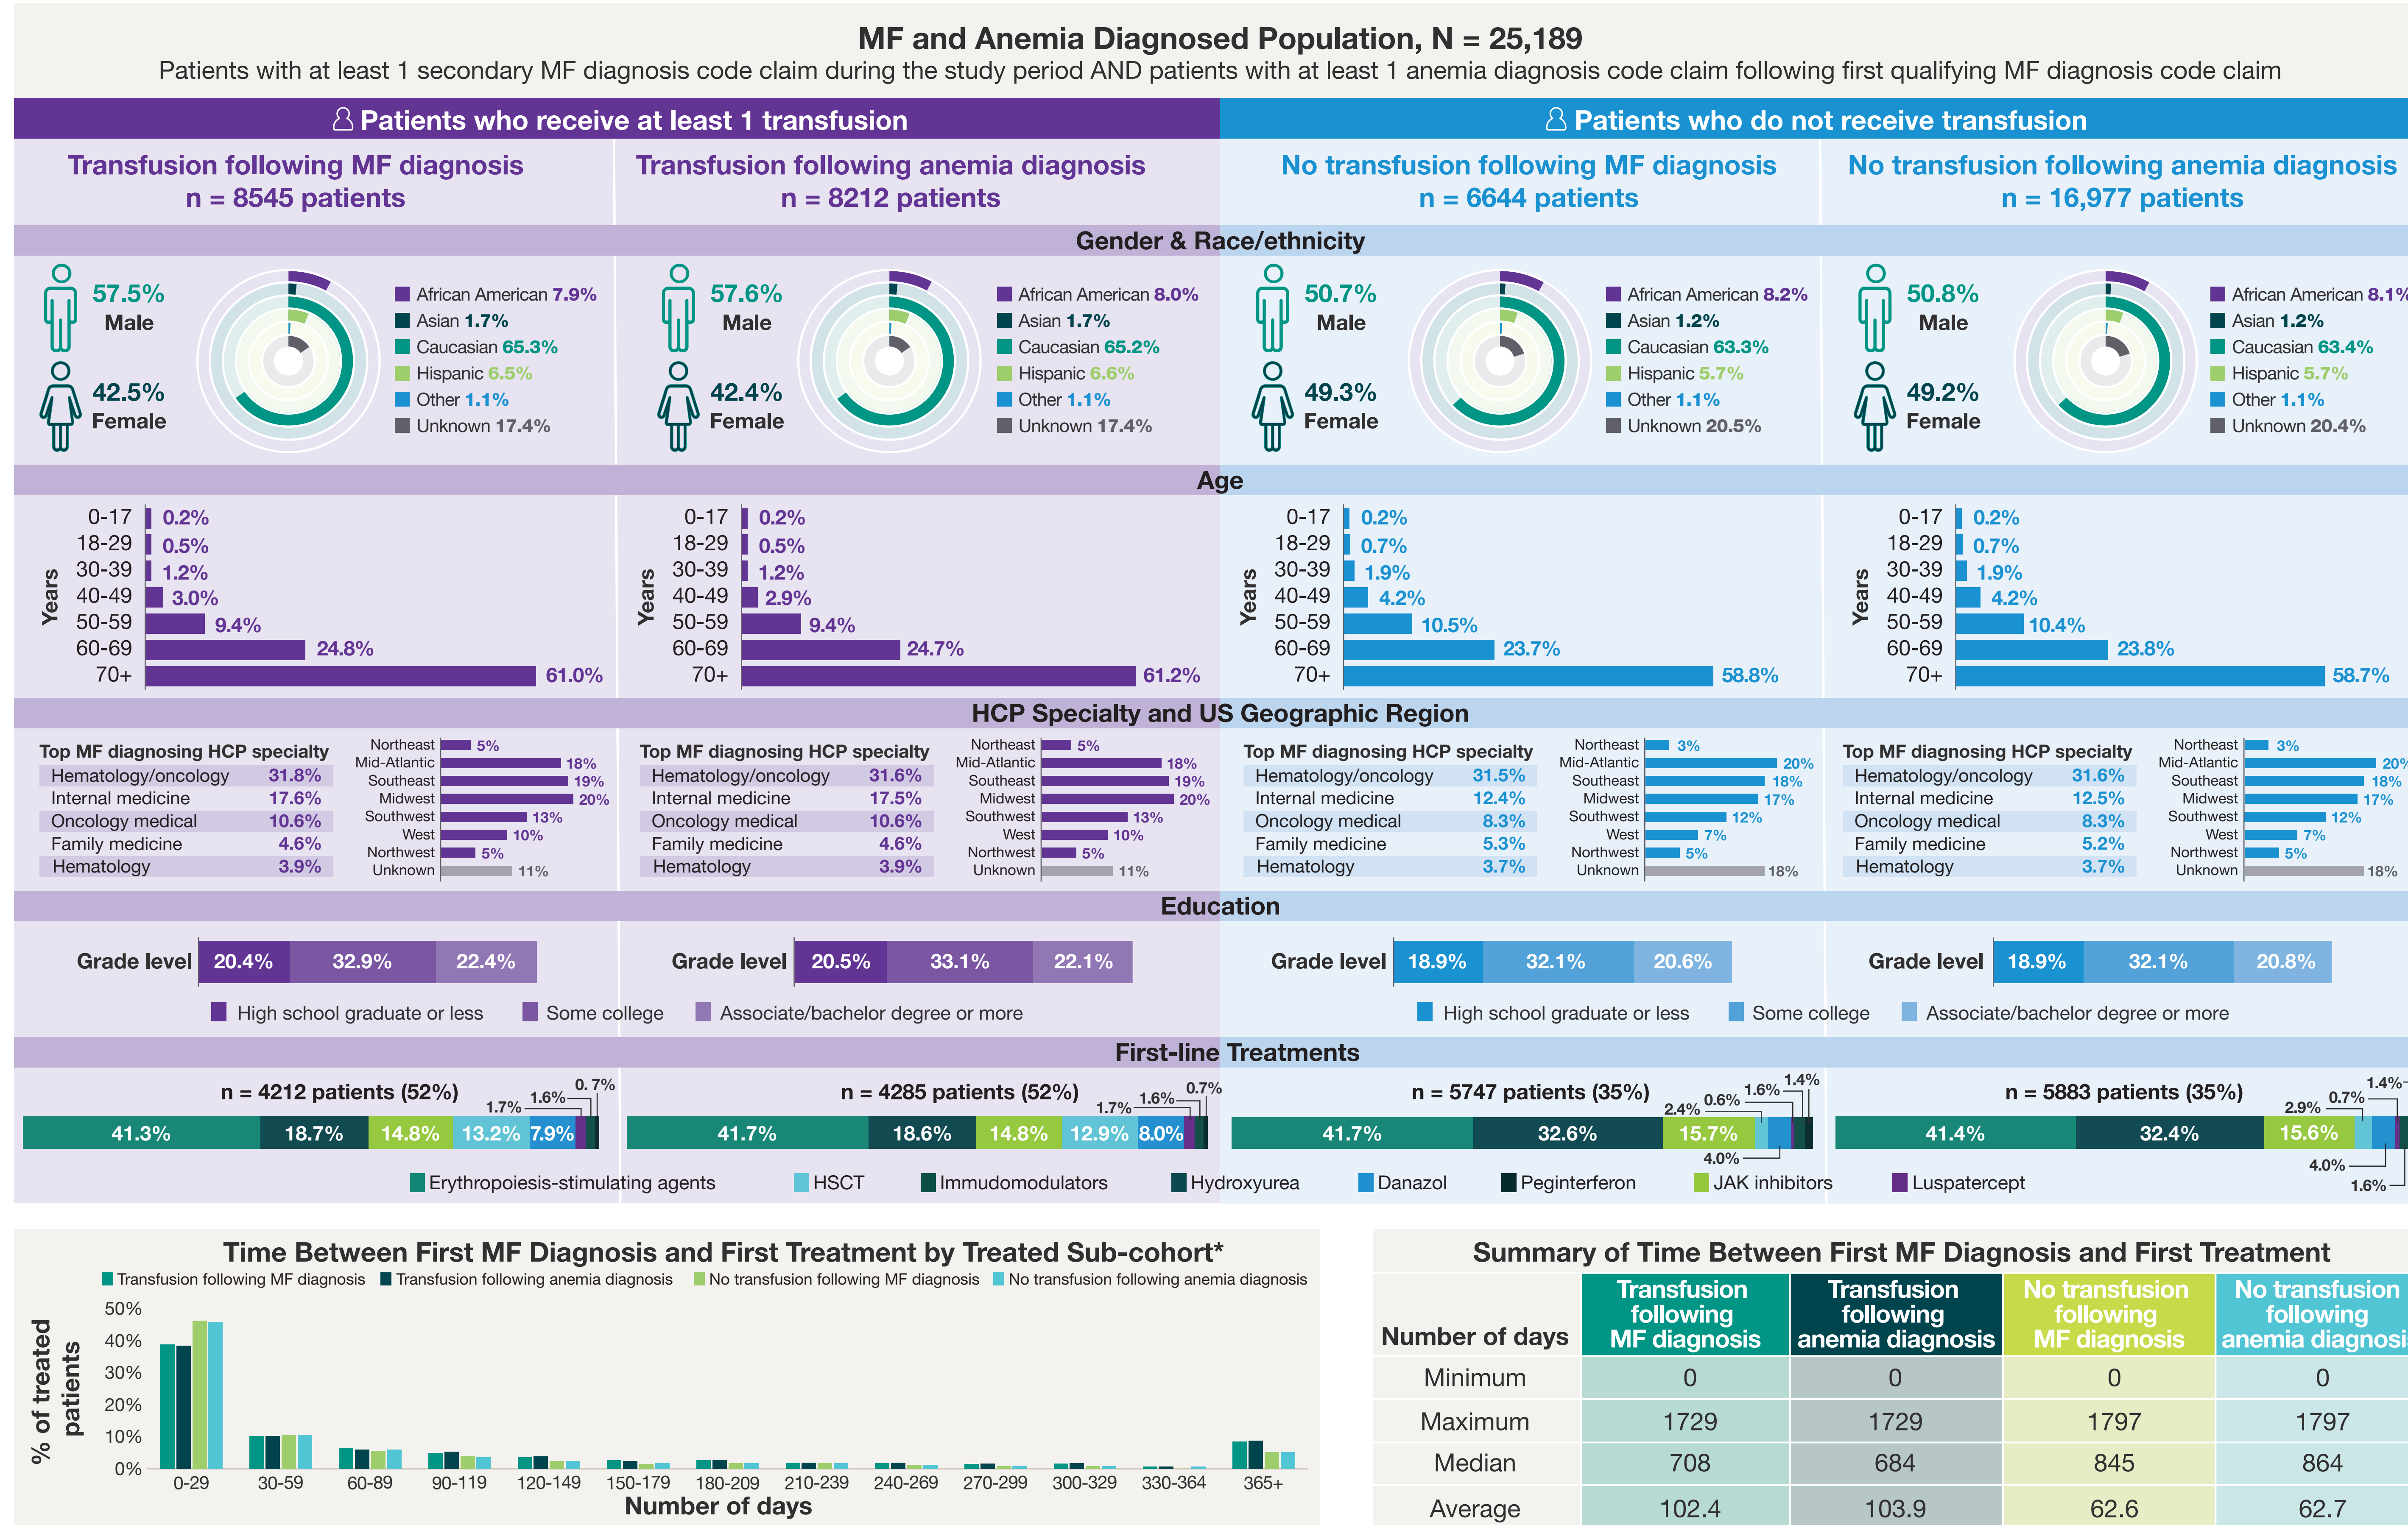 MF and Anemia Diagnosed Population, N = 25,189
Patients with at least 1 secondary MF diagnosis code claim during the study period AND patients with at least 1 anemia diagnosis code claim following first qualifying MF diagnosis code claim
Patients who receive at least 1 transfusion
Patients who do not receive transfusion
Transfusion following MF diagnosis
n = 8545 patients
Transfusion following anemia diagnosis
n = 8212 patients
No transfusion following MF diagnosis
n = 6644 patients
No transfusion following anemia diagnosis
n = 16,977 patients
Gender & Race/ethnicity
57.5%
Male
42.5%
Female
African American 7.9%
Asian 1.7%
Caucasian 65.3%
Hispanic 6.5%
Other 1.1%
Unknown 17.4%
57.6%
Male
42.4%
Female
African American 8.0%
Asian 1.7%
Caucasian 65.2%
Hispanic 6.6%
Other 1.1%
Unknown 17.4%
50.7%
Male
49.3%
Female
African American 8.2%
Asian 1.2%
Caucasian 63.3%
Hispanic 5.7%
Other 1.1%
Unknown 20.5%
50.8%
Male
49.2%
Female
African American 8.1%
Asian 1.2%
Caucasian 63.4%
Hispanic 5.7%
Other 1.1%
Unknown 20.4%
Age
Years
0-17 0.2%
18-29 0.5%
30-39 1.2%
40-49 3.0%
50-59 9.4%
60-69 24.8%
70+ 61.0%
Years
0-17 0.2%
18-29 0.5%
30-39 1.2%
40-49 2.9%
50-59 9.4%
60-69 24.7%
70+ 61.2%
Years
0-17 0.2%
18-29 0.7%
30-39 1.9%
40-49 4.2%
50-59 10.5%
60-69 23.7%
70+ 58.8%
Years
0-17 0.2%
18-29 0.7%
30-39 1.9%
40-49 4.2%
50-59 10.4%
60-69 23.8%
70+ 58.7%
HCP Specialty and US Geographic Region
Top MF diagnosing HCP specialty
Hematology/oncology 31.8%
Internal medicine 17.6%
Oncology medical 10.6%
Family medicine 4.6%
Hematology 3.9%
Northeast 5%
Mid-Atlantic 18%
Southeast 19%
Midwest 20%
Southwest 13%
West 10%
Northwest 5%
Unknown 11%
Top MF diagnosing HCP specialty
Hematology/oncology 31.6%
Internal medicine 17.5%
Oncology medical 10.6%
Family medicine 4.6%
Hematology 3.9%
Northeast 5%
Mid-Atlantic 18%
Southeast 19%
Midwest 20%
Southwest 13%
West 10%
Northwest 5%
Unknown 11%
Top MF diagnosing HCP specialty
Hematology/oncology 31.5%
Internal medicine 12.4%
Oncology medical 8.3%
Family medicine 5.3%
Hematology 3.7%
Northeast 3%
Mid-Atlantic 20%
Southeast 18%
Midwest 17%
Southwest 12%
West 7%
Northwest 5%
Unknown 18%
Top MF diagnosing HCP specialty
Hematology/oncology 31.6%
Internal medicine 12.5%
Oncology medical 8.3%
Family medicine 5.2%
Hematology 3.7%
Northeast 3%
Mid-Atlantic 20%
Southeast 18%
Midwest 17%
Southwest 12%
West 7%
Northwest 5%
Unknown 18%
Education
Grade level 20.4% 32.9% 22.4%
Grade level 20.5% 33.1% 22.1%
Grade level 18.9% 32.1% 20.6%
Grade level 18.9% 32.1% 20.8%
High school graduate or less Some college Associate/bachelor degree or more
High school graduate or less Some college Associate/bachelor degree or more
First-line Treatments
n = 4212 patients (52%)
1.7% 1.6% 0. 7%
41.3% 18.7% 14.8% 13.2% 7.9%
n = 4285 patients (52%)
1.7% 1.6% 0.7%
41.7% 18.6% 14.8% 12.9% 8.0%
n = 5747 patients (35%)
2.4% 0.6% 1.6% 1.4%
41.7% 32.6% 15.7%
4.0%
n = 5883 patients (35%)
2.9% 0.7% 1.4%
41.4% 32.4% 15.6%
4.0%
1.6%
Erythropoiesis-stimulating agents HSCT Immudomodulators Hydroxyurea Danazol Peginterferon JAK inhibitors Luspatercept
Time Between First MF Diagnosis and First Treatment by Treated Sub-cohort*
Transfusion following MF diagnosis Transfusion following anemia diagnosis No transfusion following MF diagnosis No transfusion following anemia diagnosis
% of treated
patients
50%
40%
30%
20%
10%
0%
0-29 30-59 60-89 90-119 120-149 150-179 180-209 210-239 240-269 270-299 300-329 330-364 365+
Number of days
Summary of Time Between First MF Diagnosis and First Treatment
Number of days
Transfusion
following
MF diagnosis
Transfusion
following
anemia diagnosis
No transfusion
following
MF diagnosis
No transfusion
following
anemia diagnosis
Minimum 0 0 0 0
Maximum 1729 1729 1797 1797
Median 708 684 845 864
Average 102.4 103.9 62.6 62.7